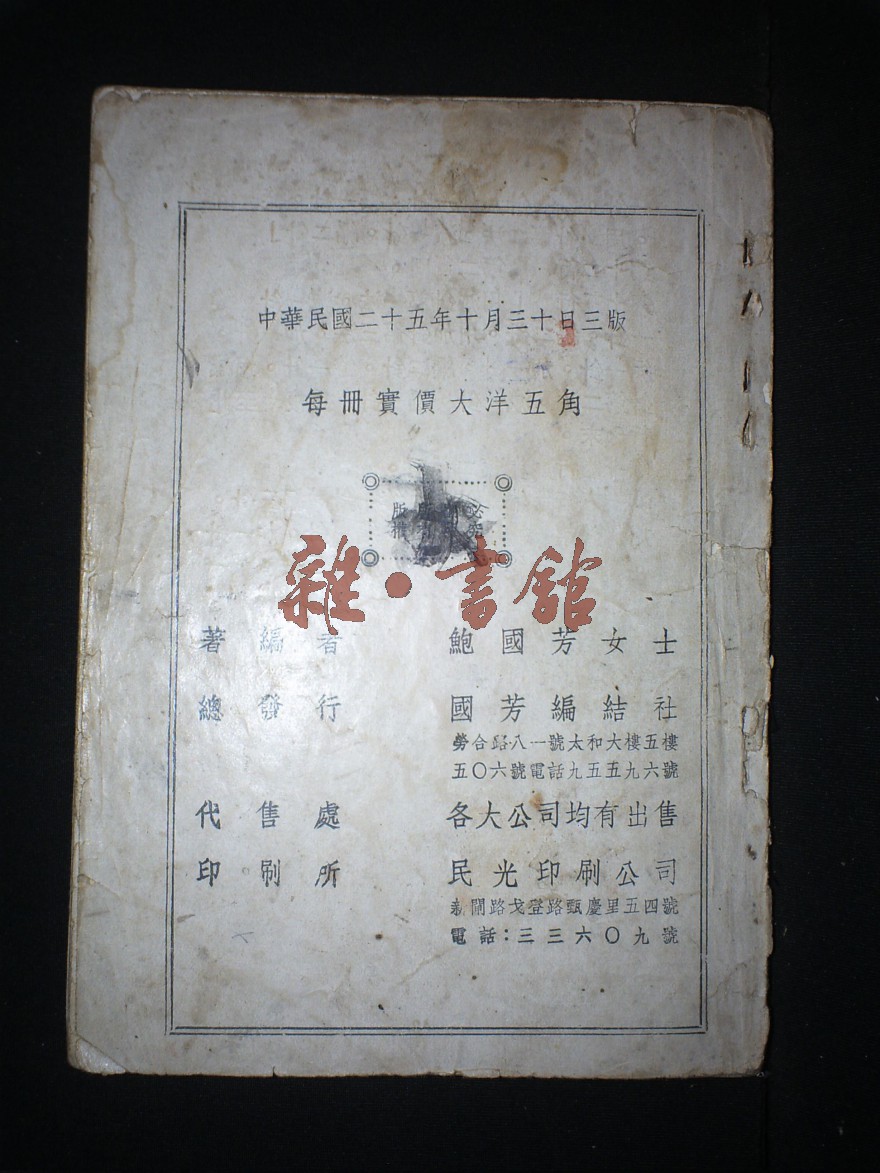 中華民國二十五年十月三十日三版
每冊實價大洋五角
版 必究
雜·書館
著編者 鮑國芳女士
總發行 國芳編結社
勞合路八一號太和大樓五樓
五〇六號電話九五五九六號
代售處 各大公司均有出售
印刷所 民光印刷公司
新閘路戈登路甄慶里五四號
電話：三三六〇九號